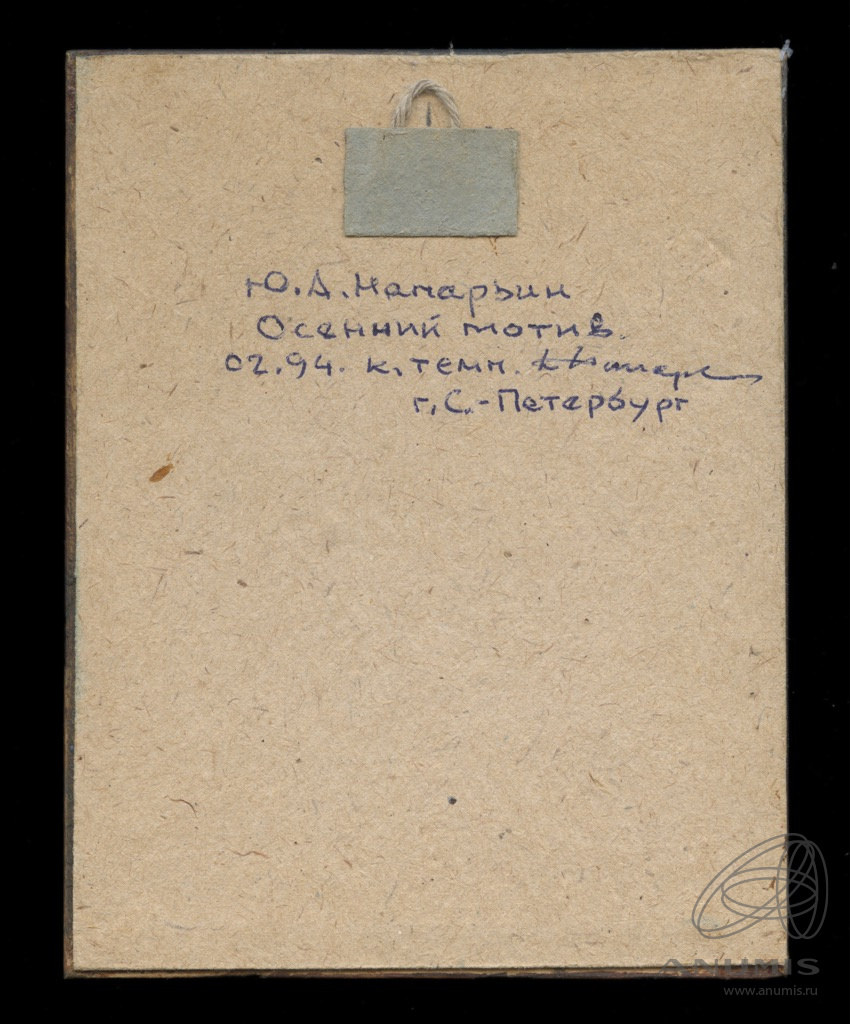 Ю.А.Напарьин
Осенний мотив.
02.94. к.темп.
г.С.-Петербург
ANUMIS
www.anumis.ru